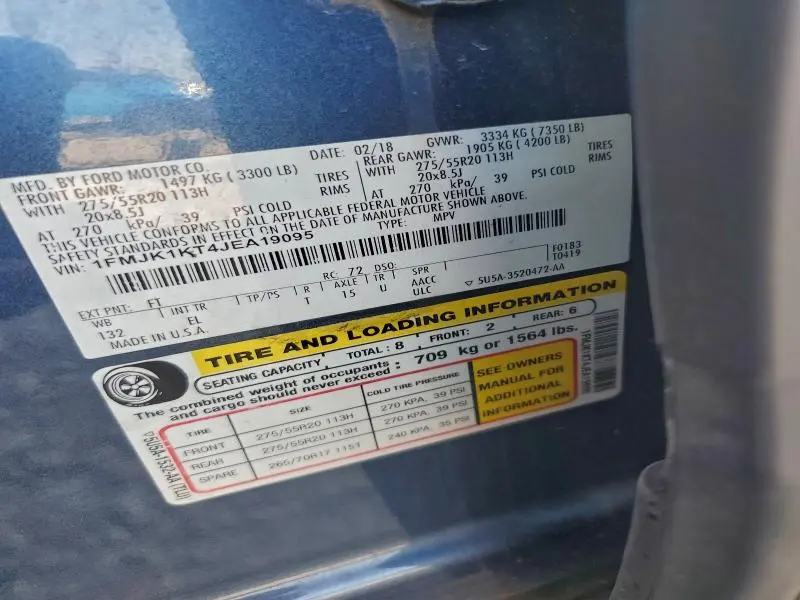 MFD. BY FORD MOTOR CO.
DATE: 02/18
GVWR: 3334 KG ( 7350 LB)
FRONT GAWR: 1497 KG ( 3300 LB)
REAR GAWR: 1905 KG ( 4200 LB)
WITH 275/55R20 113H TIRES
275/55R20 113H TIRES
20x8.5J RIMS
20x8.5J RIMS
AT 270 kPa/ 39 PSI COLD
AT 270 kPa/ 39 PSI COLD
THIS VEHICLE CONFORMS TO ALL APPLICABLE FEDERAL MOTOR VEHICLE
SAFETY STANDARDS IN EFFECT ON THE DATE OF MANUFACTURE SHOWN ABOVE.
VIN: 1FMJK1KT4JEA19095
TYPE: MPV
F0183
T0419
EXT PNT: FT RC: 72 DSO:
WB INT TR TP/PS R AXLE TR SPR
132 EL T 15 U AACC
ULC
▽ 5U5A-3520472-AA
MADE IN U.S.A.
TIRE AND LOADING INFORMATION
SEATING CAPACITY TOTAL: 8 FRONT: 2 REAR: 6
The combined weight of occupants and cargo should never exceed : 709 kg or 1564 lbs.
TIRE SIZE COLD TIRE PRESSURE
FRONT 275/55R20 113H 270 KPA, 39 PSI
REAR 275/55R20 113H 270 KPA, 39 PSI
SPARE 265/70R17 115T 240 KPA, 35 PSI
SEE OWNERS
MANUAL FOR
ADDITIONAL
INFORMATION
▽5U5A-1532-AA (TLU)